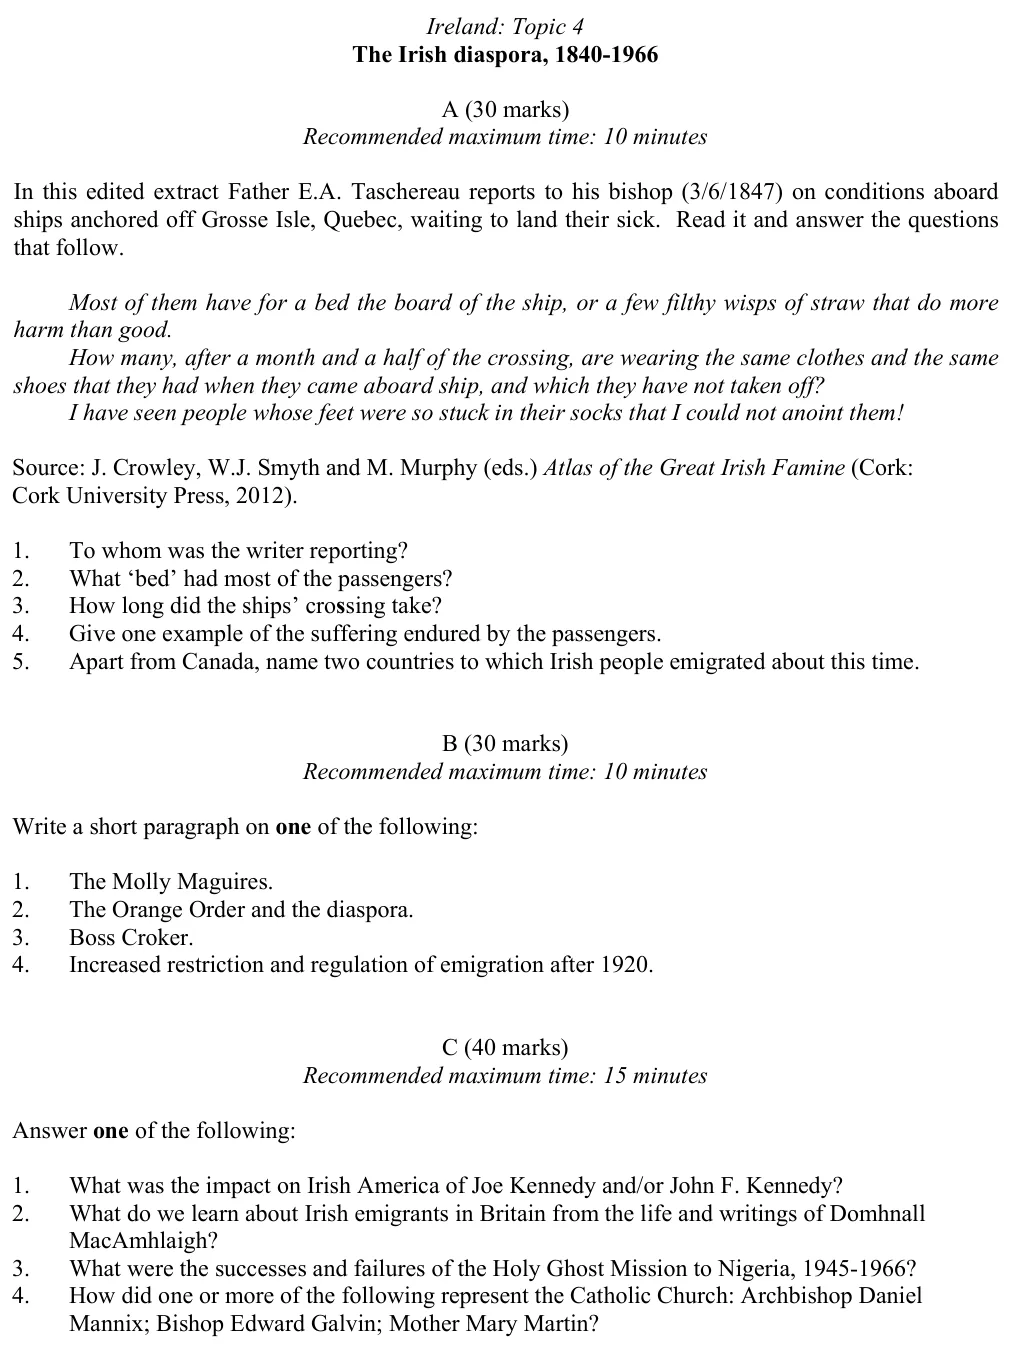 Ireland: Topic 4
The Irish diaspora, 1840-1966
A (30 marks)
Recommended maximum time: 10 minutes
In this edited extract Father E.A. Taschereau reports to his bishop (3/6/1847) on conditions aboard
ships anchored off Grosse Isle, Quebec, waiting to land their sick. Read it and answer the questions
that follow.
Most of them have for a bed the board of the ship, or a few filthy wisps of straw that do more
harm than good.
How many, after a month and a half of the crossing, are wearing the same clothes and the same
shoes that they had when they came aboard ship, and which they have not taken off?
I have seen people whose feet were so stuck in their socks that I could not anoint them!
Source: J. Crowley, W.J. Smyth and M. Murphy (eds.) Atlas of the Great Irish Famine (Cork:
Cork University Press, 2012).
1. To whom was the writer reporting?
2. What ‘bed’ had most of the passengers?
3. How long did the ships’ crossing take?
4. Give one example of the suffering endured by the passengers.
5. Apart from Canada, name two countries to which Irish people emigrated about this time.
B (30 marks)
Recommended maximum time: 10 minutes
Write a short paragraph on one of the following:
1. The Molly Maguires.
2. The Orange Order and the diaspora.
3. Boss Croker.
4. Increased restriction and regulation of emigration after 1920.
C (40 marks)
Recommended maximum time: 15 minutes
Answer one of the following:
1. What was the impact on Irish America of Joe Kennedy and/or John F. Kennedy?
2. What do we learn about Irish emigrants in Britain from the life and writings of Domhnall
MacAmhlaigh?
3. What were the successes and failures of the Holy Ghost Mission to Nigeria, 1945-1966?
4. How did one or more of the following represent the Catholic Church: Archbishop Daniel
Mannix; Bishop Edward Galvin; Mother Mary Martin?